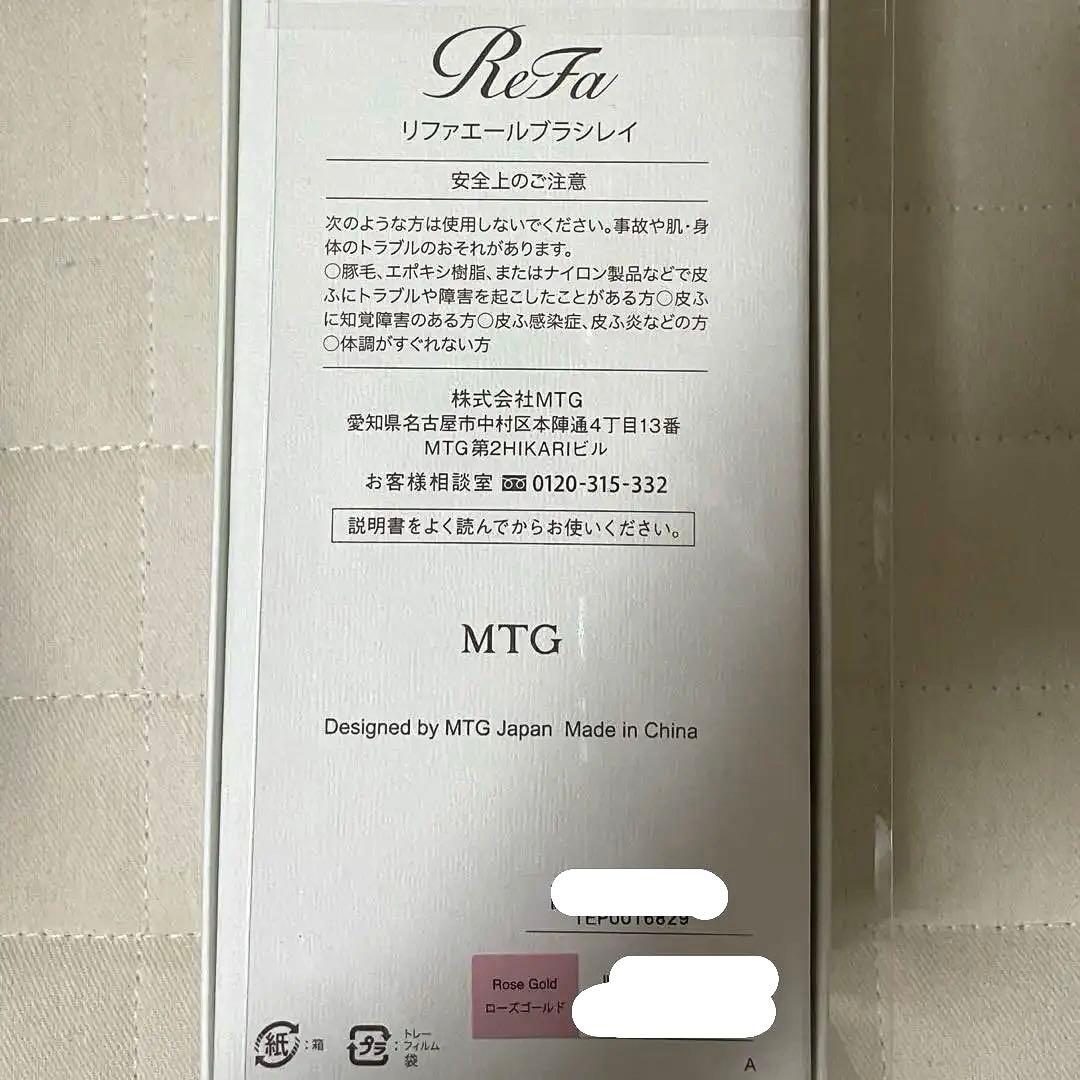 ReFa
リファエールブラシレイ
安全上のご注意
次のような方は使用しないでください。事故や肌・身
体のトラブルのおそれがあります。
○豚毛、エポキシ樹脂、またはナイロン製品などで皮
ふにトラブルや障害を起こしたことがある方○皮ふ
に知覚障害のある方○皮ふ感染症、皮ふ炎などの方
○体調がすぐれない方
株式会社MTG
愛知県名古屋市中村区本陣通4丁目13番
MTG第2HIKARIビル
お客様相談室 0120-315-332
説明書をよく読んでからお使いください。
MTG
Designed by MTG Japan Made in China
Rose Gold
ローズゴールド
紙:箱
プラ:トレー
フィルム
袋
A